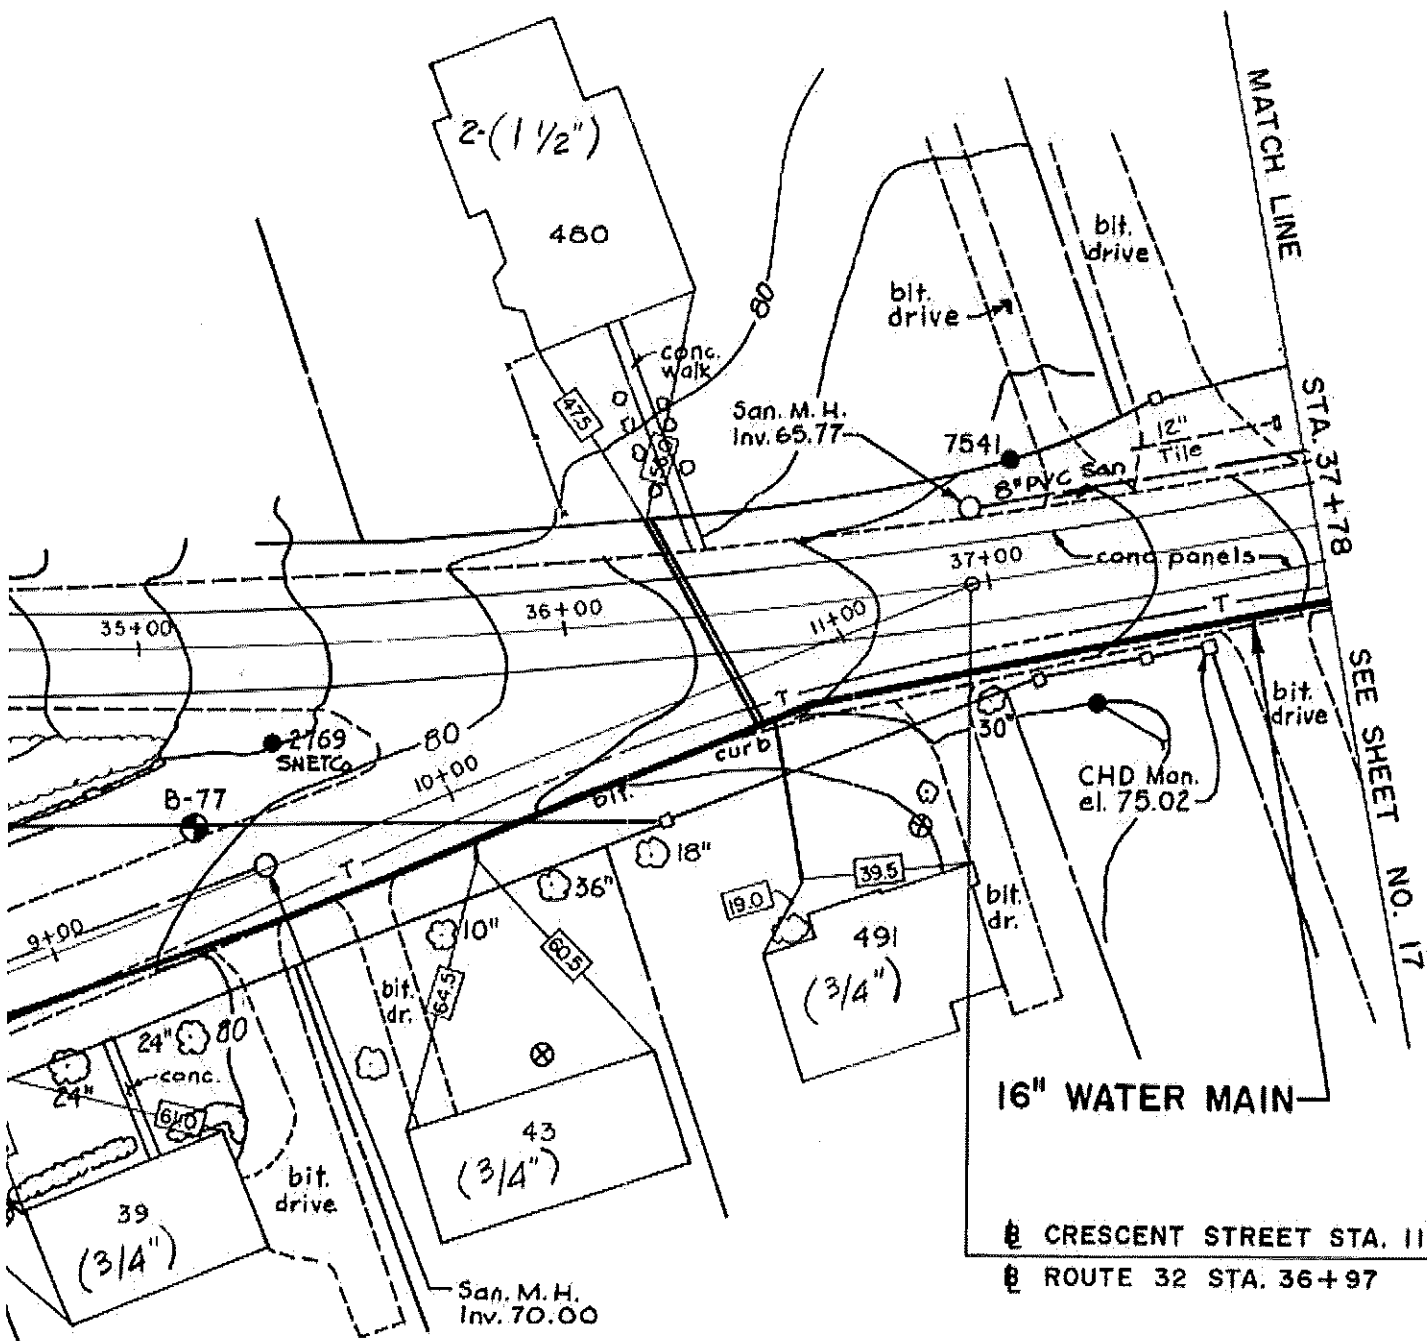 2-(1 1/2")
480
MATCH LINE
bit.
drive
bit.
drive
80
conc.
walk
47.5
San. M. H.
Inv. 65.77
7541
12"
Tile
8" PVC San
STA. 37+78
37+00
conc. panels
36+00
35+00
11+00
T
T
SEE SHEET NO. 17
2769
SNETCo
80
curb
30"
bit.
drive
CHD Mon.
el. 75.02
10+00
B-77
bit.
18"
39.5
T
36"
19.0
bit.
dr.
9+00
10"
60.5
491
(3/4")
64.5
bit.
dr.
24"
80
24"
conc.
61.0
16" WATER MAIN
43
(3/4")
bit.
drive
39
(3/4")
CRESCENT STREET STA. 11
ROUTE 32 STA. 36+97
San. M. H.
Inv. 70.00